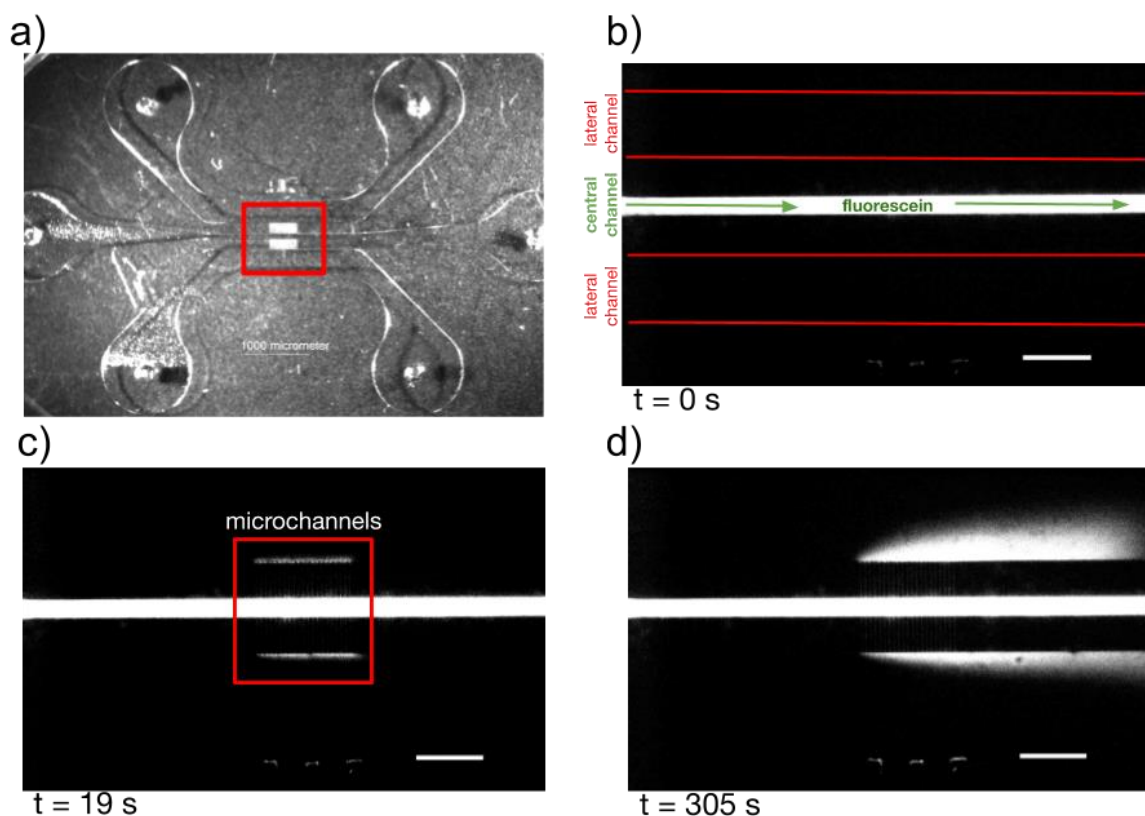 a)
1000 micrometer
b)
lateral
channel
central
channel
lateral
channel
fluorescein
t = 0 s
c)
microchannels
t = 19 s
d)
t = 305 s